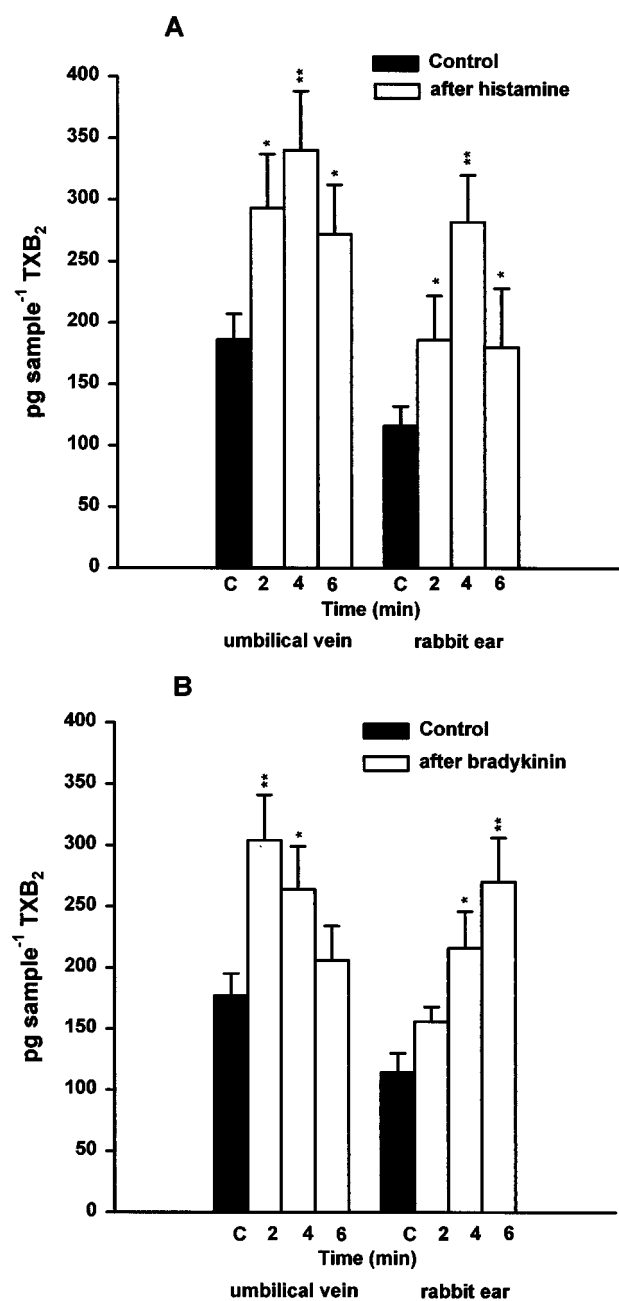 A
Control
after histamine
400
350
300
250
200
150
100
50
0
pg sample⁻¹ TXB₂
** 
* * 
** 
* * 
C 2 4 6 C 2 4 6
Time (min)
umbilical vein rabbit ear
B
Control
after bradykinin
400
350
300
250
200
150
100
50
0
pg sample⁻¹ TXB₂
** 
* 
** 
* 
C 2 4 6 C 2 4 6
Time (min)
umbilical vein rabbit ear